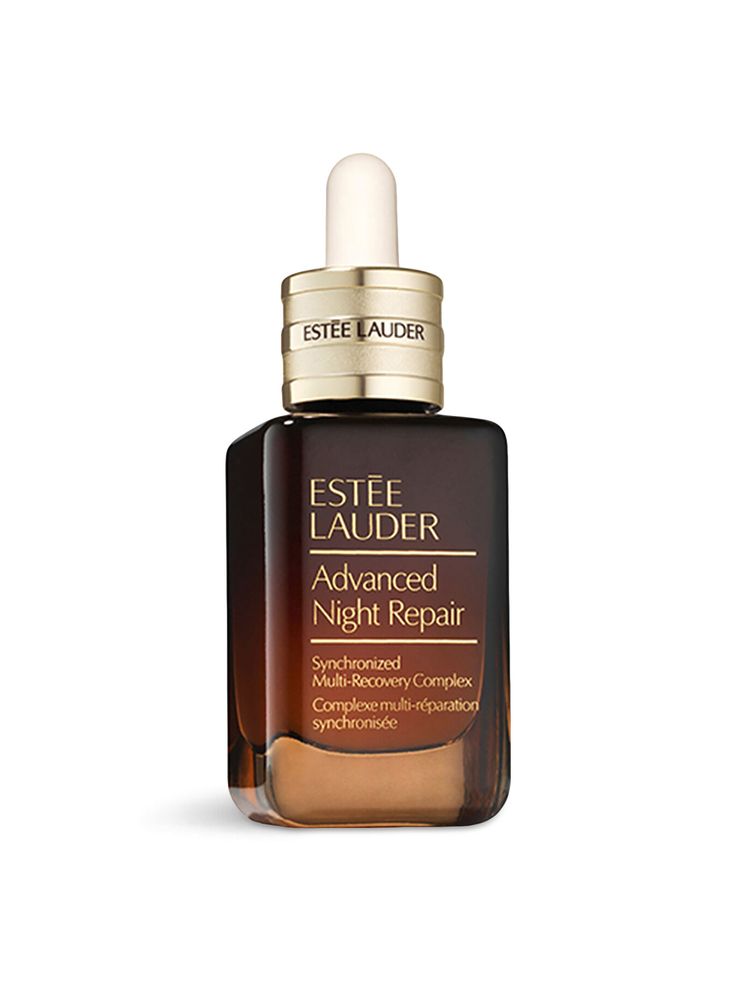 ESTĒE LAUDER
ESTĒE
LAUDER
Advanced
Night Repair
Synchronized
Multi-Recovery Complex
Complexe multi-réparation
synchronisée